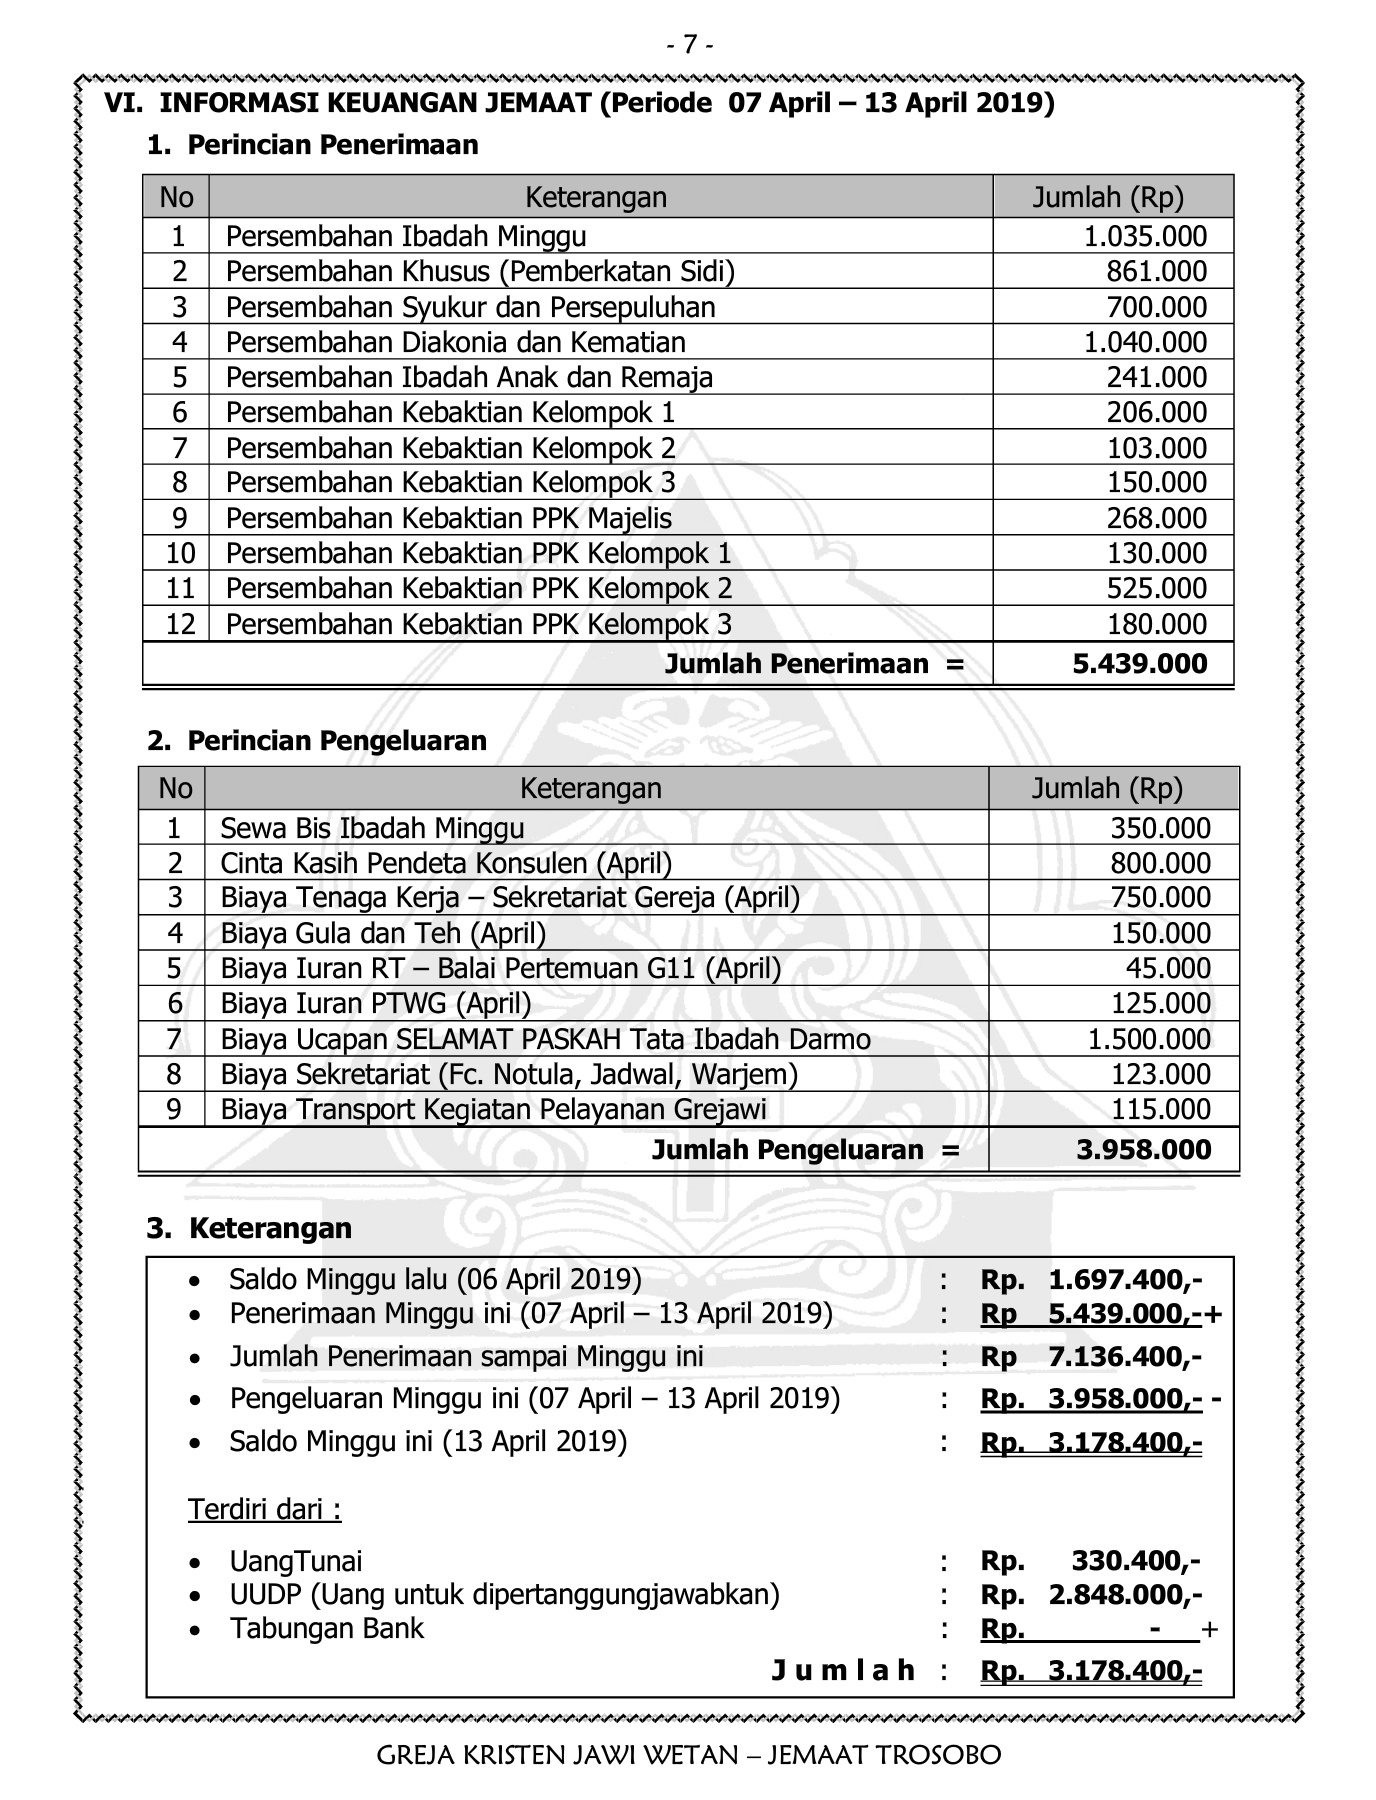 - 7 -
VI. INFORMASI KEUANGAN JEMAAT (Periode 07 April – 13 April 2019)
1. Perincian Penerimaan
No Keterangan Jumlah (Rp)
1 Persembahan Ibadah Minggu 1.035.000
2 Persembahan Khusus (Pemberkatan Sidi) 861.000
3 Persembahan Syukur dan Persepuluhan 700.000
4 Persembahan Diakonia dan Kematian 1.040.000
5 Persembahan Ibadah Anak dan Remaja 241.000
6 Persembahan Kebaktian Kelompok 1 206.000
7 Persembahan Kebaktian Kelompok 2 103.000
8 Persembahan Kebaktian Kelompok 3 150.000
9 Persembahan Kebaktian PPK Majelis 268.000
10 Persembahan Kebaktian PPK Kelompok 1 130.000
11 Persembahan Kebaktian PPK Kelompok 2 525.000
12 Persembahan Kebaktian PPK Kelompok 3 180.000
Jumlah Penerimaan = 5.439.000
2. Perincian Pengeluaran
No Keterangan Jumlah (Rp)
1 Sewa Bis Ibadah Minggu 350.000
2 Cinta Kasih Pendeta Konsulen (April) 800.000
3 Biaya Tenaga Kerja – Sekretariat Gereja (April) 750.000
4 Biaya Gula dan Teh (April) 150.000
5 Biaya Iuran RT – Balai Pertemuan G11 (April) 45.000
6 Biaya Iuran PTWG (April) 125.000
7 Biaya Ucapan SELAMAT PASKAH Tata Ibadah Darmo 1.500.000
8 Biaya Sekretariat (Fc. Notula, Jadwal, Warjem) 123.000
9 Biaya Transport Kegiatan Pelayanan Grejawi 115.000
Jumlah Pengeluaran = 3.958.000
3. Keterangan
• Saldo Minggu lalu (06 April 2019) : Rp. 1.697.400,-
• Penerimaan Minggu ini (07 April – 13 April 2019) : Rp 5.439.000,-+
• Jumlah Penerimaan sampai Minggu ini : Rp 7.136.400,-
• Pengeluaran Minggu ini (07 April – 13 April 2019) : Rp. 3.958.000,- -
• Saldo Minggu ini (13 April 2019) : Rp. 3.178.400,-
Terdiri dari :
• UangTunai : Rp. 330.400,-
• UUDP (Uang untuk dipertanggungjawabkan) : Rp. 2.848.000,-
• Tabungan Bank : Rp. - +
J u m l a h : Rp. 3.178.400,-
GREJA KRISTEN JAWI WETAN – JEMAAT TROSOBO